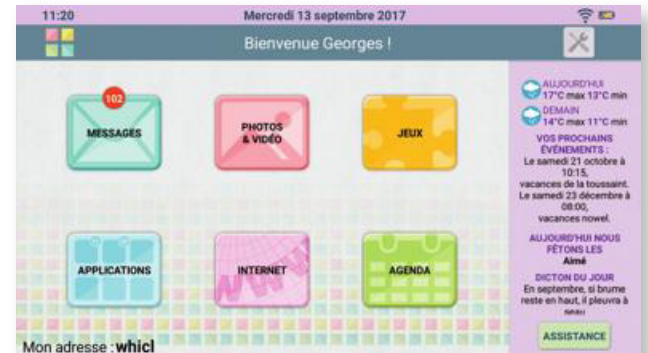 11:20
Mercredi 13 septembre 2017
Bienvenue Georges !
102
MESSAGES
PHOTOS
& VIDÉO
JEUX
APPLICATIONS
INTERNET
AGENDA
Mon adresse : whicl
AUJOURD'HUI
17°C max 13°C min
DEMAIN
14°C max 11°C min
VOS PROCHAINS
ÉVÉNEMENTS :
Le samedi 21 octobre à
10:15,
vacances de la toussaint.
Le samedi 23 décembre à
08:00,
vacances nowel.
AUJOURD'HUI NOUS
FÊTONS LES
Aimé
DICTON DU JOUR
En septembre, si brume
reste en haut, il pleuvra à
ASSISTANCE